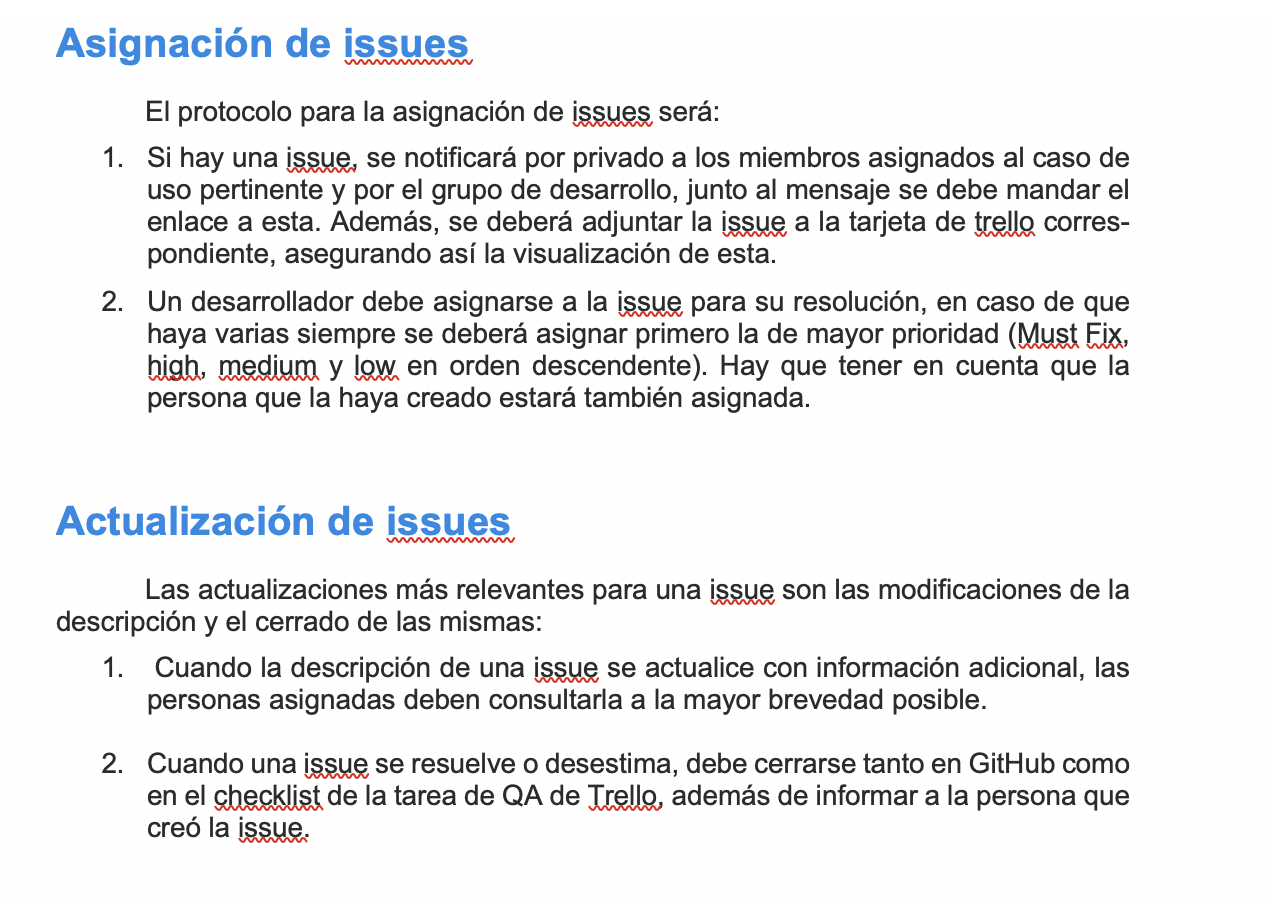 Asignación de issues
El protocolo para la asignación de issues será:
1. Si hay una issue, se notificará por privado a los miembros asignados al caso de
uso pertinente y por el grupo de desarrollo, junto al mensaje se debe mandar el
enlace a esta. Además, se deberá adjuntar la issue a la tarjeta de trello corres-
pondiente, asegurando así la visualización de esta.
2. Un desarrollador debe asignarse a la issue para su resolución, en caso de que
haya varias siempre se deberá asignar primero la de mayor prioridad (Must Fix,
high, medium y low en orden descendente). Hay que tener en cuenta que la
persona que la haya creado estará también asignada.
Actualización de issues
Las actualizaciones más relevantes para una issue son las modificaciones de la
descripción y el cerrado de las mismas:
1. Cuando la descripción de una issue se actualice con información adicional, las
personas asignadas deben consultarla a la mayor brevedad posible.
2. Cuando una issue se resuelve o desestima, debe cerrarse tanto en GitHub como
en el checklist de la tarea de QA de Trello, además de informar a la persona que
creó la issue.